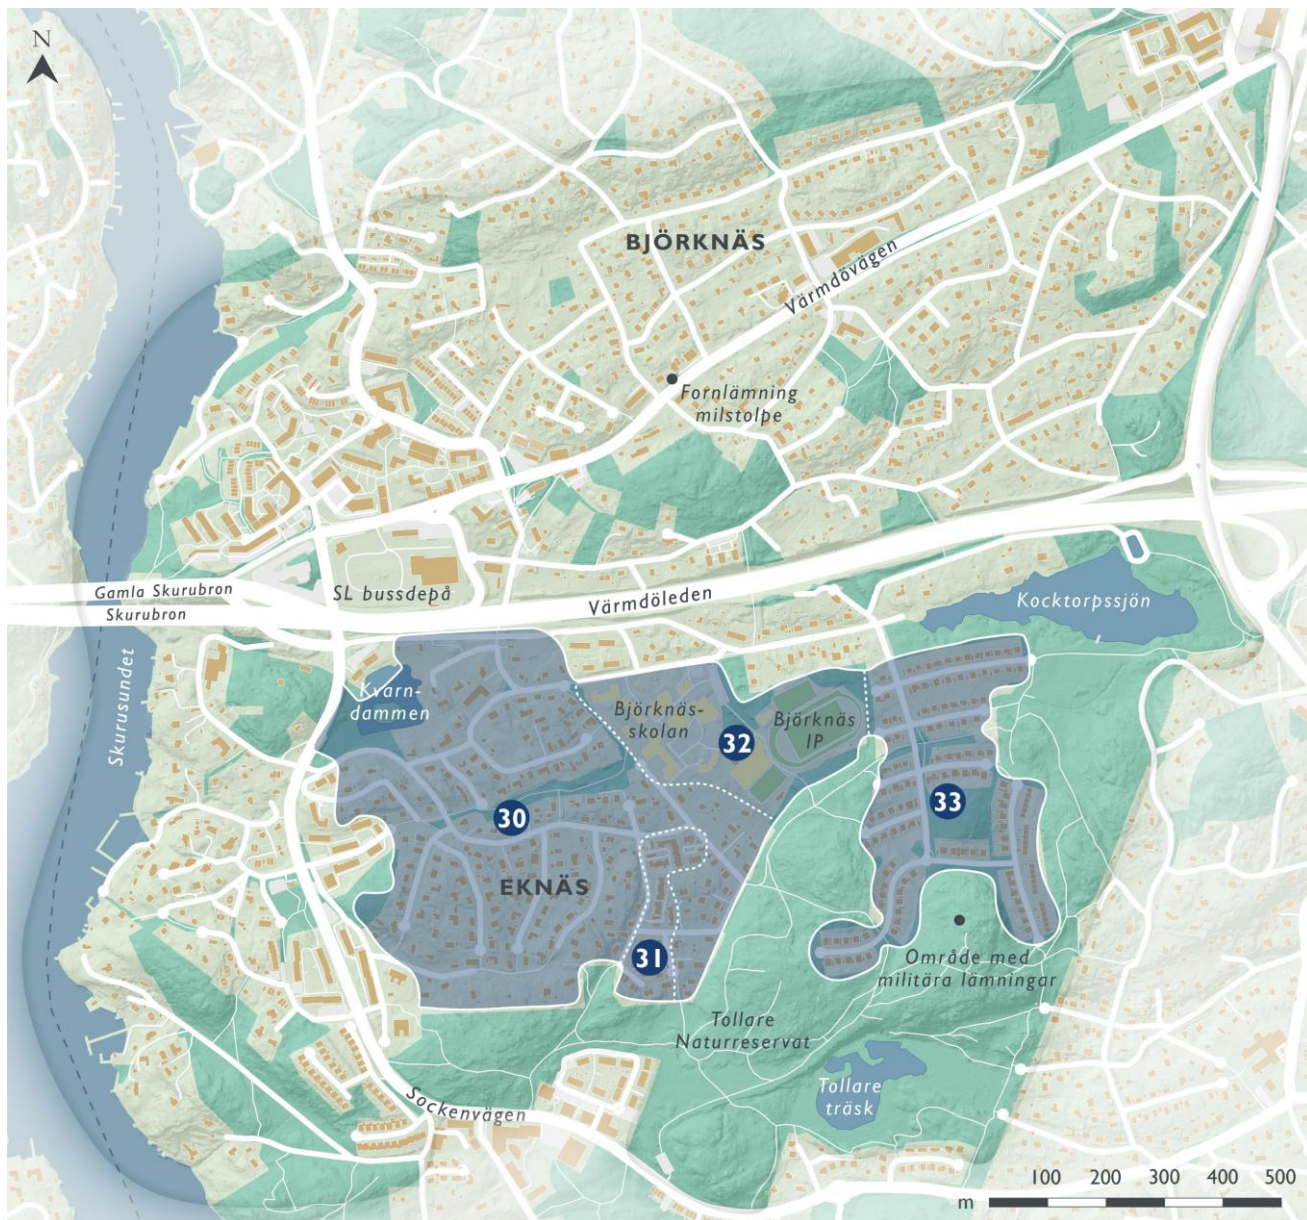 N
BJÖRKNÄS
Värmdövägen
Fornlämning
milstolpe
Gamla Skurubron
Skurubron
SL bussdepå
Värmdöleden
Kocktorpssjön
Skurusundet
Kvarn-
dammen
Björknäs-
skolan
32
Björknäs
IP
30
33
EKNÄS
31
Område med
militära lämningar
Tollare
Naturreservat
Tollare
träsk
Sockenvägen
100 200 300 400 500
m